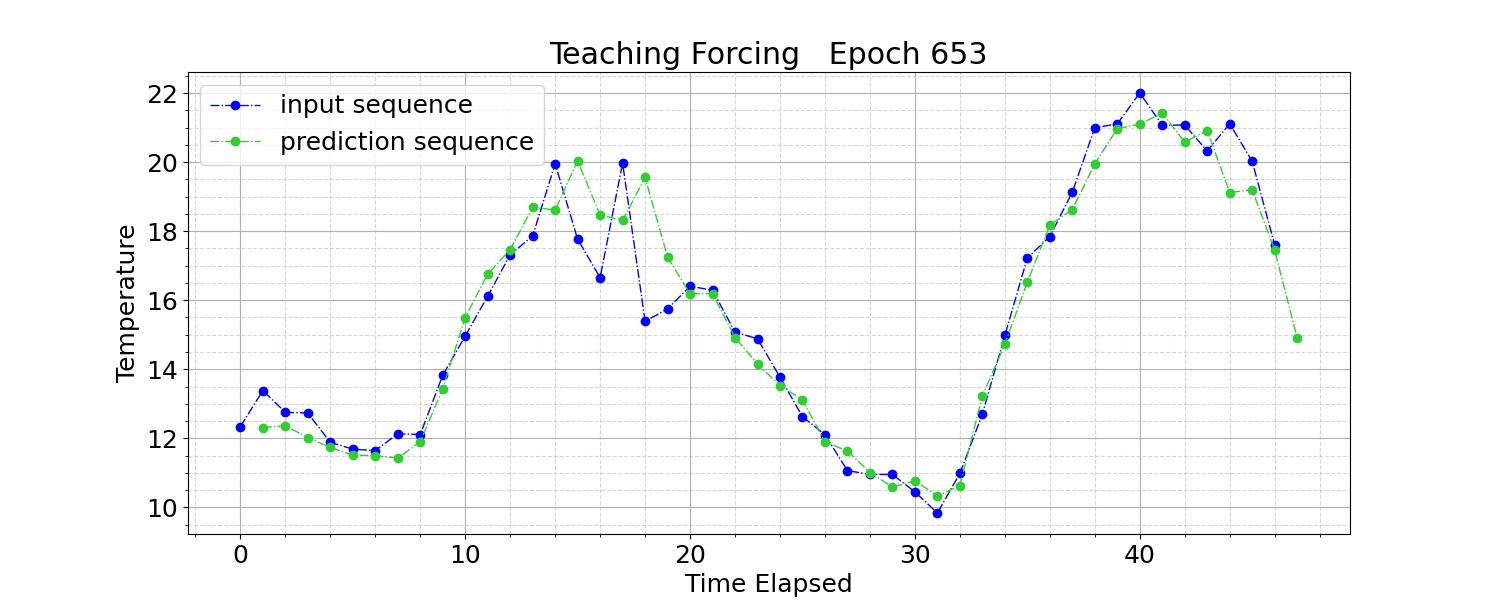 Teaching Forcing   Epoch 653
input sequence
prediction sequence
Temperature
22
20
18
16
14
12
10
0 10 20 30 40
Time Elapsed